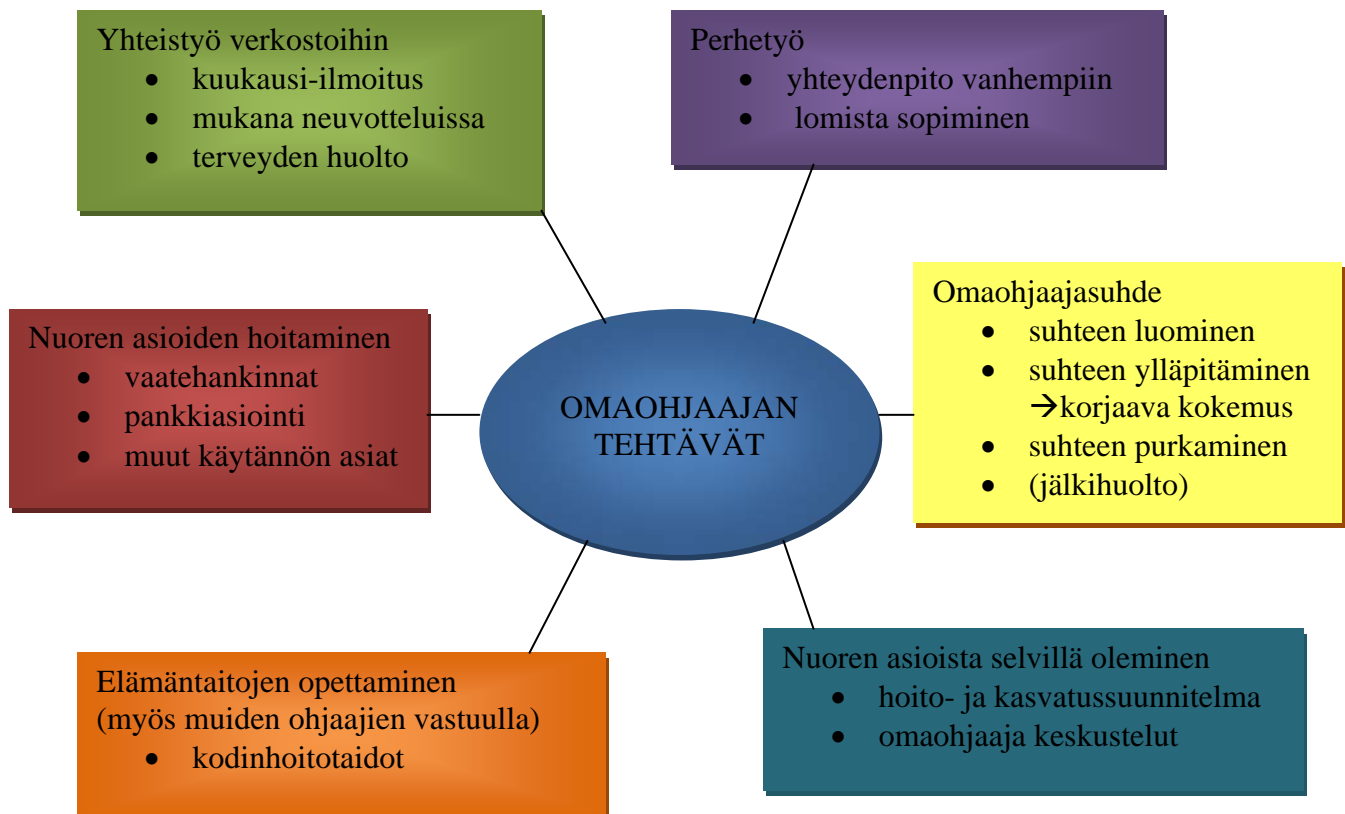 Yhteistyö verkostoihin
• kuukausi-ilmoitus
• mukana neuvotteluissa
• terveyden huolto
Perhetyö
• yhteydenpito vanhempiin
• lomista sopiminen
Nuoren asioiden hoitaminen
• vaatehankinnat
• pankkiasiointi
• muut käytännön asiat
OMAOHJAAJAN
TEHTÄVÄT
Omaohjaajasuhde
• suhteen luominen
• suhteen ylläpitäminen
→korjaava kokemus
• suhteen purkaminen
• (jälkihuolto)
Elämäntaitojen opettaminen
(myös muiden ohjaajien vastuulla)
• kodinhoitotaidot
Nuoren asioista selvillä oleminen
• hoito- ja kasvatussuunnitelma
• omaohjaaja keskustelut